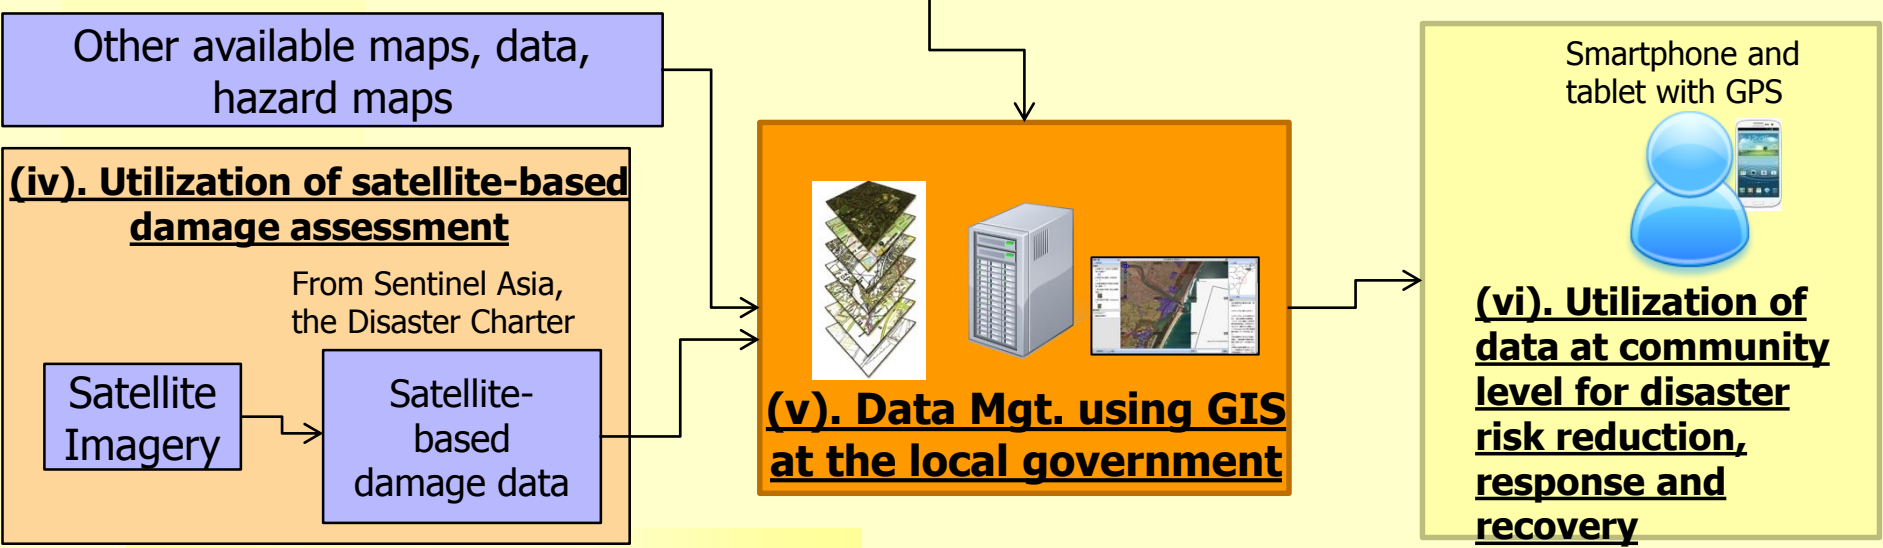 Other available maps, data,
hazard maps
(iv). Utilization of satellite-based
damage assessment
From Sentinel Asia,
the Disaster Charter
Satellite
Imagery
Satellite-
based
damage data
(v). Data Mgt. using GIS
at the local government
Smartphone and
tablet with GPS
(vi). Utilization of
data at community
level for disaster
risk reduction,
response and
recovery